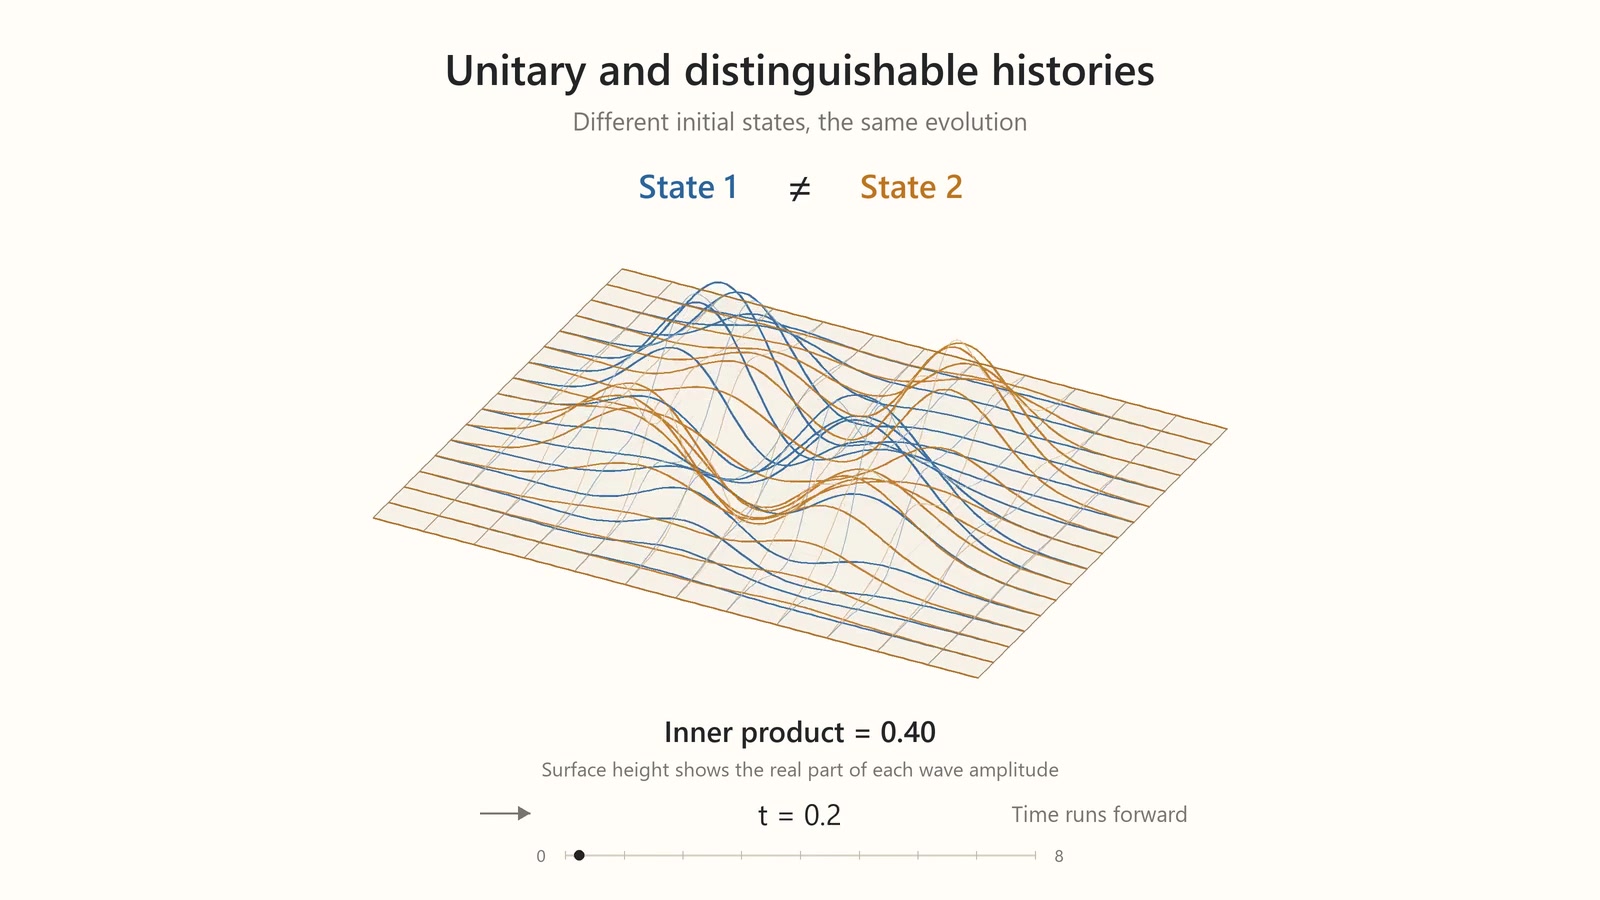 Unitary and distinguishable histories
Different initial states, the same evolution
State 1 ≠ State 2
Inner product = 0.40
Surface height shows the real part of each wave amplitude
t = 0.2 Time runs forward
0 8